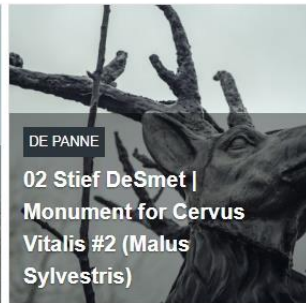 DE PANNE
02 Stief DeSmet |
Monument for Cervus
Vitalis #2 (Malus
Sylvestris)